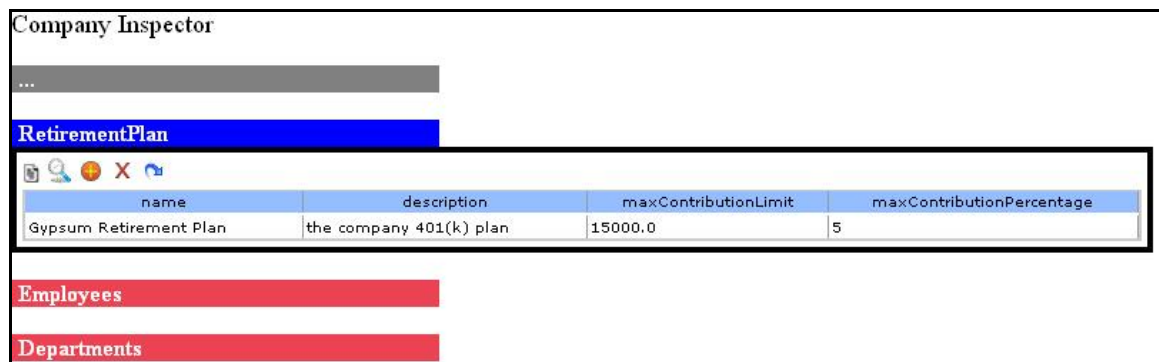 Company Inspector
...
RetirementPlan
name description maxContributionLimit maxContributionPercentage
Gypsum Retirement Plan the company 401(k) plan 15000.0 5
Employees
Departments